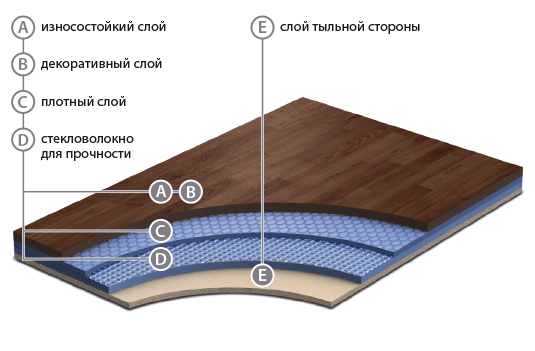 A износостойкий слой
B декоративный слой
C плотный слой
D стекловолокно
для прочности
E слой тыльной стороны
A B
C
D
E